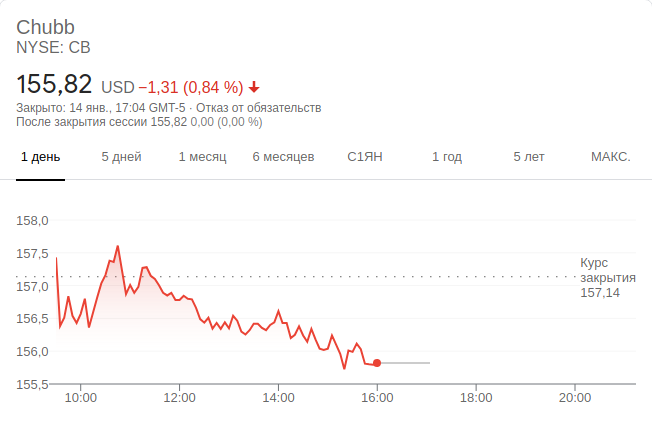 Chubb
NYSE: CB
155,82 USD −1,31 (0,84 %)
Закрыто: 14 янв., 17:04 GMT-5 · Отказ от обязательств
После закрытия сессии 155,82 0,00 (0,00 %)
1 день 5 дней 1 месяц 6 месяцев С1ЯН 1 год 5 лет МАКС.
158,0
157,5
157,0
156,5
156,0
155,5
Курс
закрытия
157,14
10:00 12:00 14:00 16:00 18:00 20:00